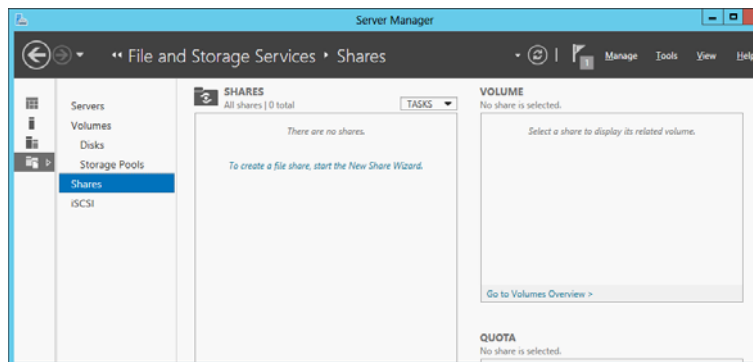 Server Manager
File and Storage Services ‣ Shares
1
Manage
Tools
View
Help
Servers
Volumes
Disks
Storage Pools
Shares
iSCSI
SHARES
All shares | 0 total
TASKS
There are no shares.
To create a file share, start the New Share Wizard.
VOLUME
No share is selected.
Select a share to display its related volume.
Go to Volumes Overview >
QUOTA
No share is selected.